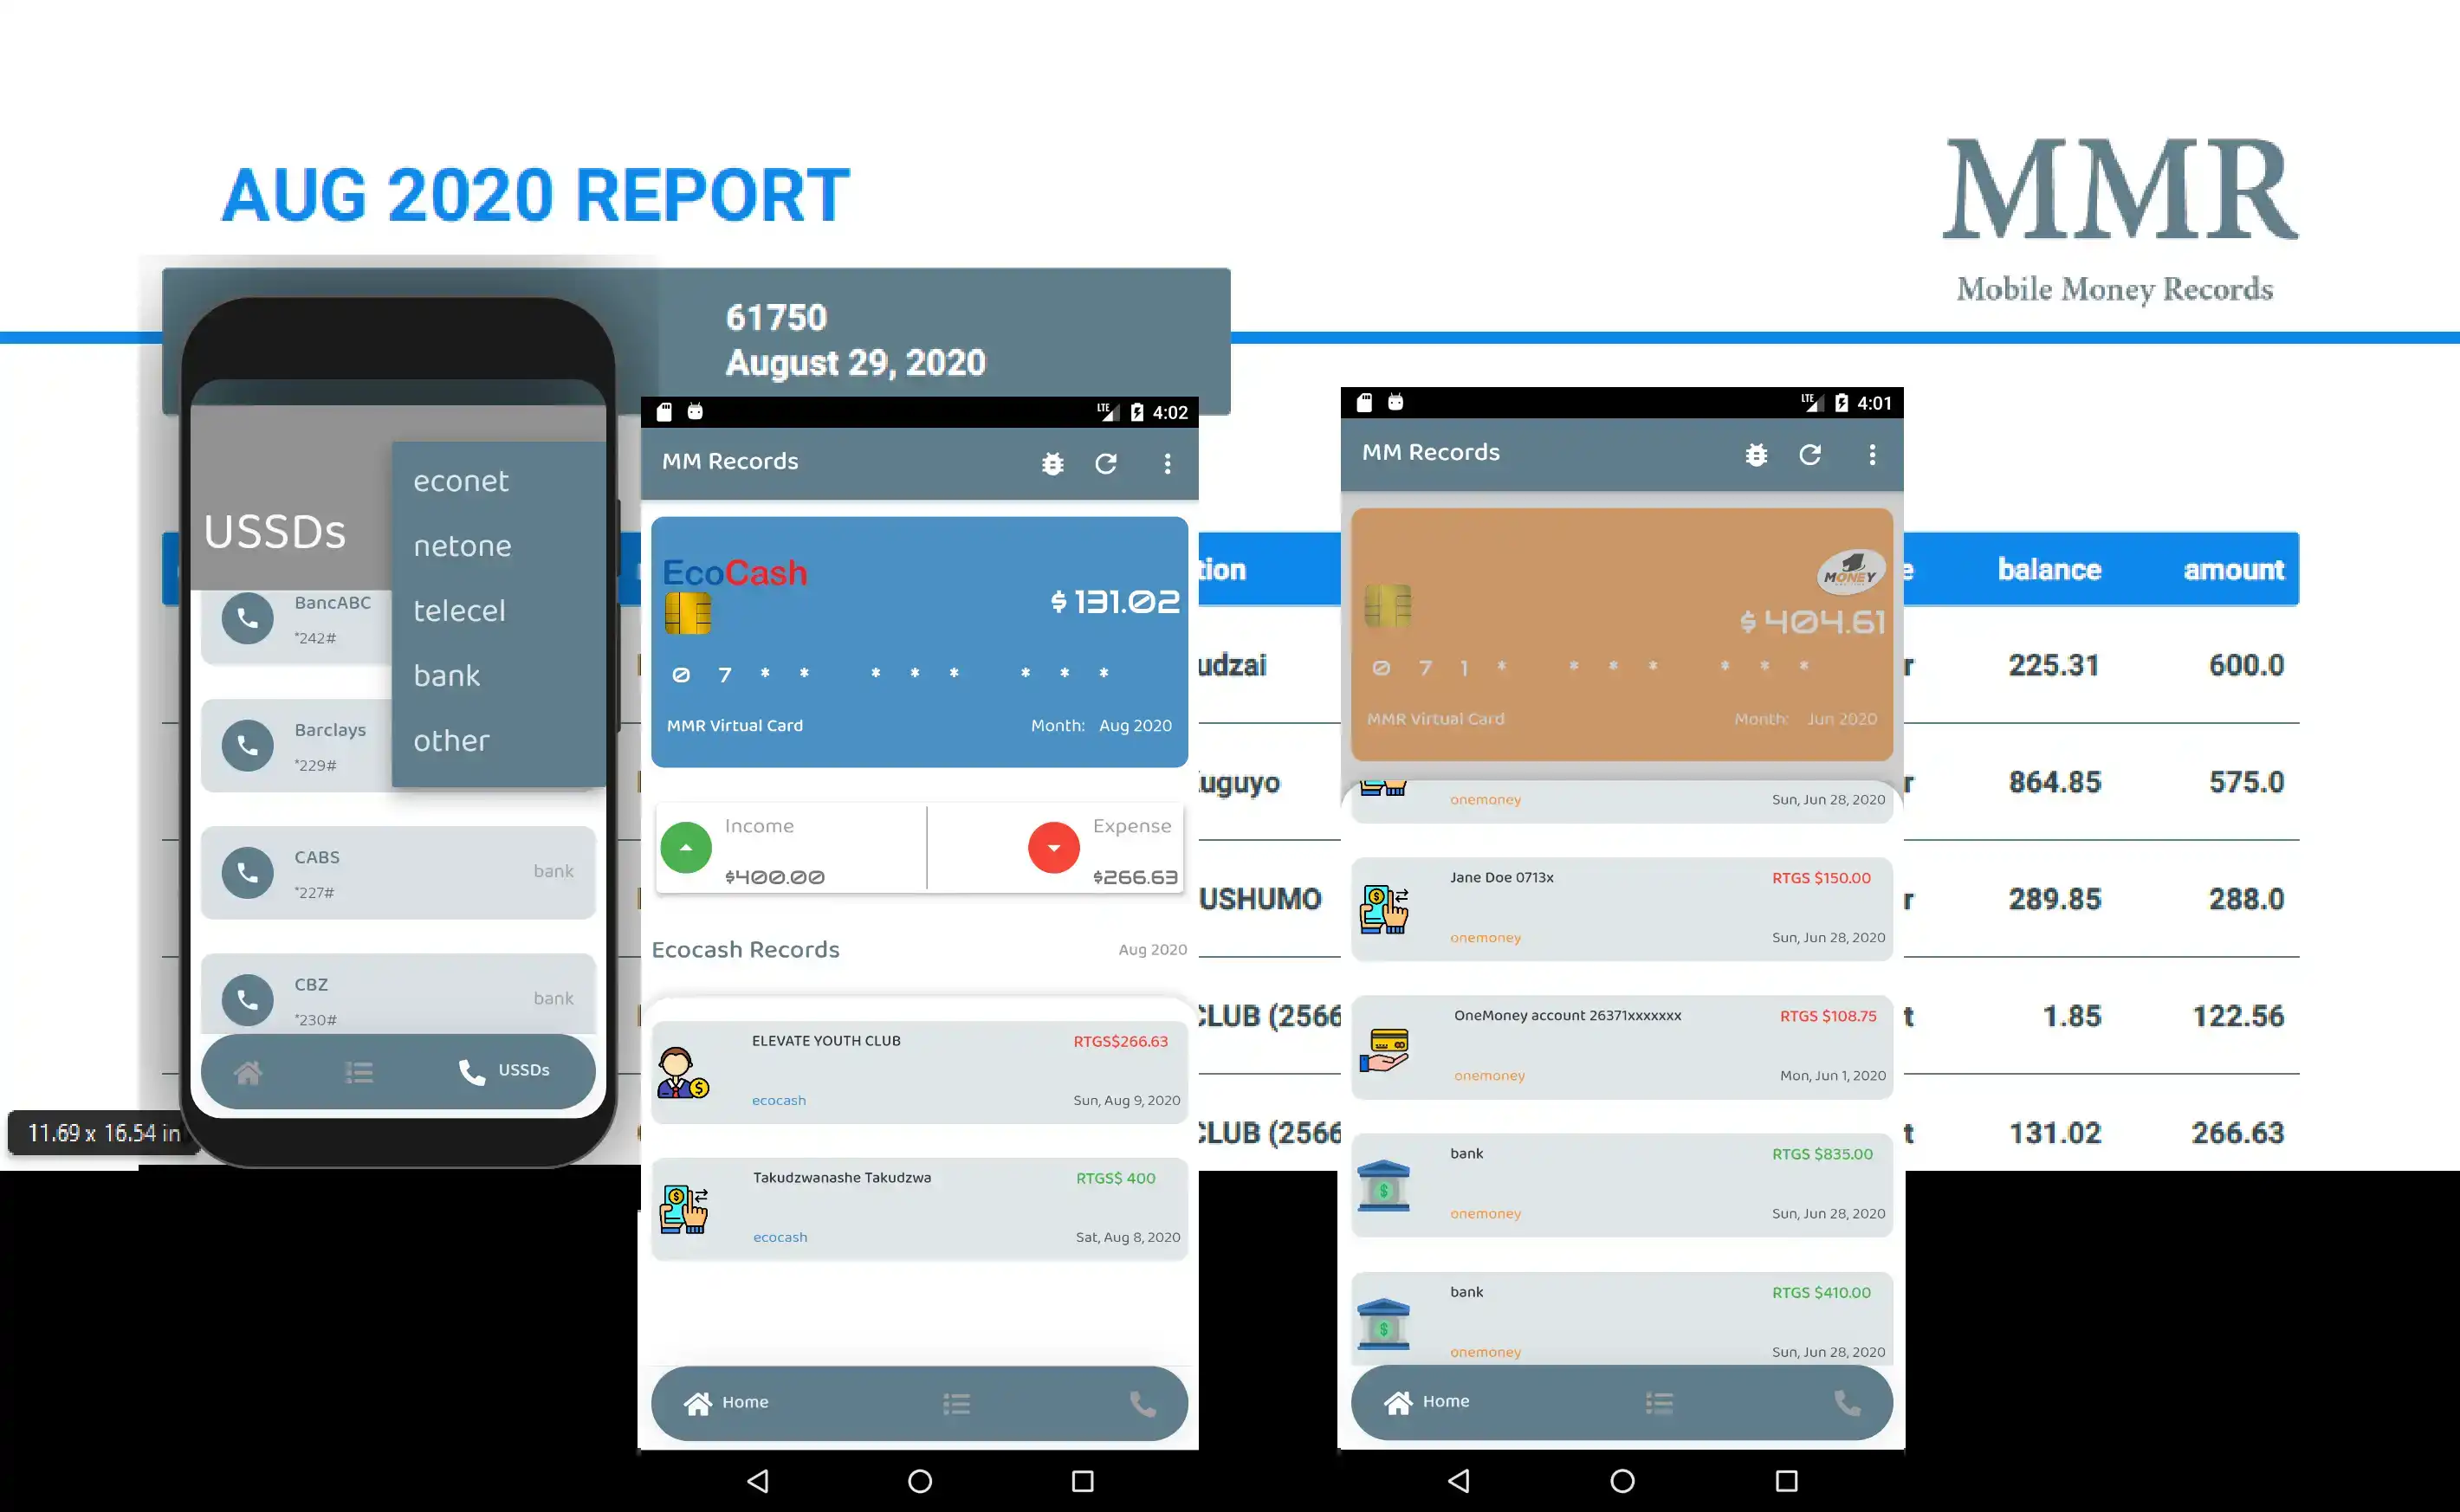 AUG 2020 REPORT
MMR
Mobile Money Records
61750
August 29, 2020
tion
e balance amount
udzai r 225.31 600.0
uguyo r 864.85 575.0
USHUMO r 289.85 288.0
CLUB (2566 t 1.85 122.56
CLUB (2566 t 131.02 266.63
11.69 x 16.54 in
USSDs
econet
netone
telecel
bank
other
BancABC
*242#
Barclays
*229#
CABS
bank
*227#
CBZ
bank
*230#
USSDs
LTE 4:02
MM Records
EcoCash
$ 131.02
07** *** ***
MMR Virtual Card Month: Aug 2020
Income Expense
$400.00 $266.63
Ecocash Records Aug 2020
ELEVATE YOUTH CLUB RTGS$266.63
ecocash Sun, Aug 9, 2020
Takudzwanashe Takudzwa RTGS$ 400
ecocash Sat, Aug 8, 2020
Home
LTE 4:01
MM Records
1
MONEY
$ 404.61
071* *** ***
MMR Virtual Card Month: Jun 2020
onemoney Sun, Jun 28, 2020
Jane Doe 0713x RTGS $150.00
onemoney Sun, Jun 28, 2020
OneMoney account 26371xxxxxxx RTGS $108.75
onemoney Mon, Jun 1, 2020
bank RTGS $835.00
onemoney Sun, Jun 28, 2020
bank RTGS $410.00
onemoney Sun, Jun 28, 2020
Home